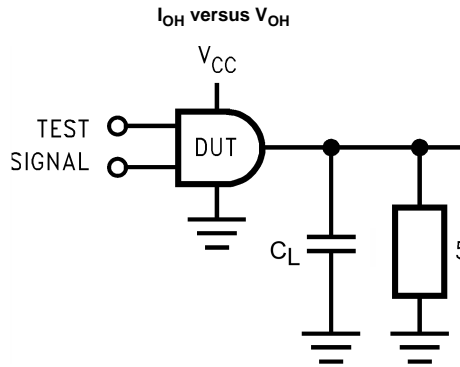 I_OH versus V_OH
V_CC
TEST
SIGNAL
DUT
C_L